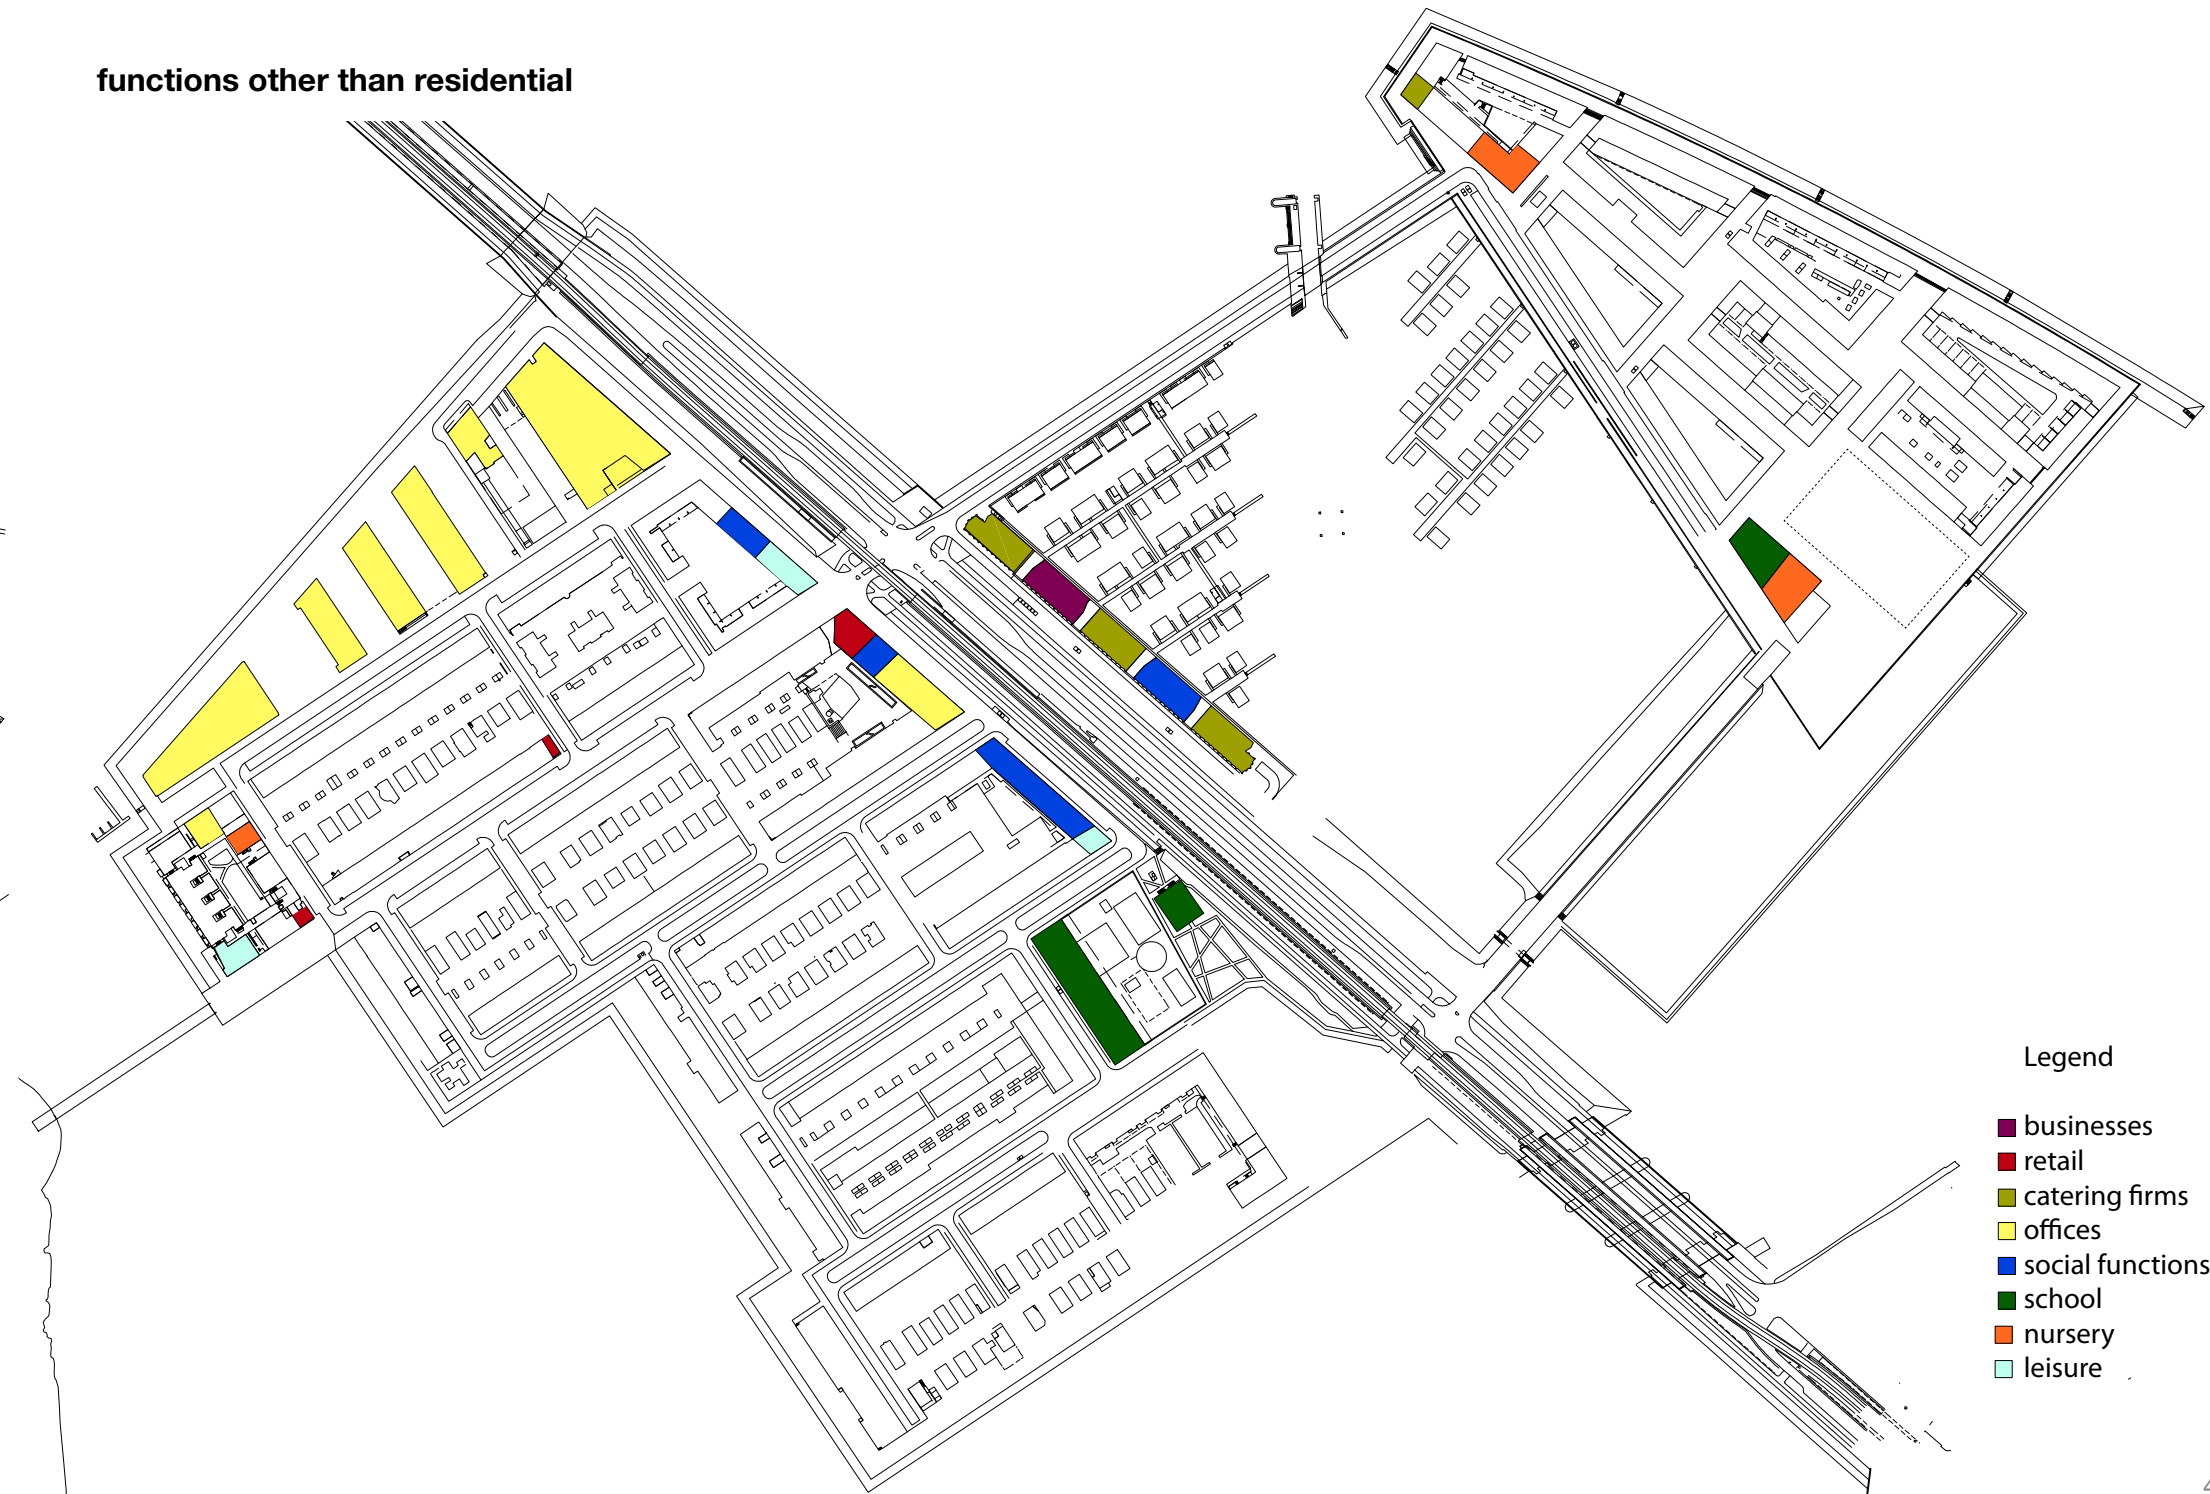 functions other than residential
Legend
businesses
retail
catering firms
offices
social functions
school
nursery
leisure